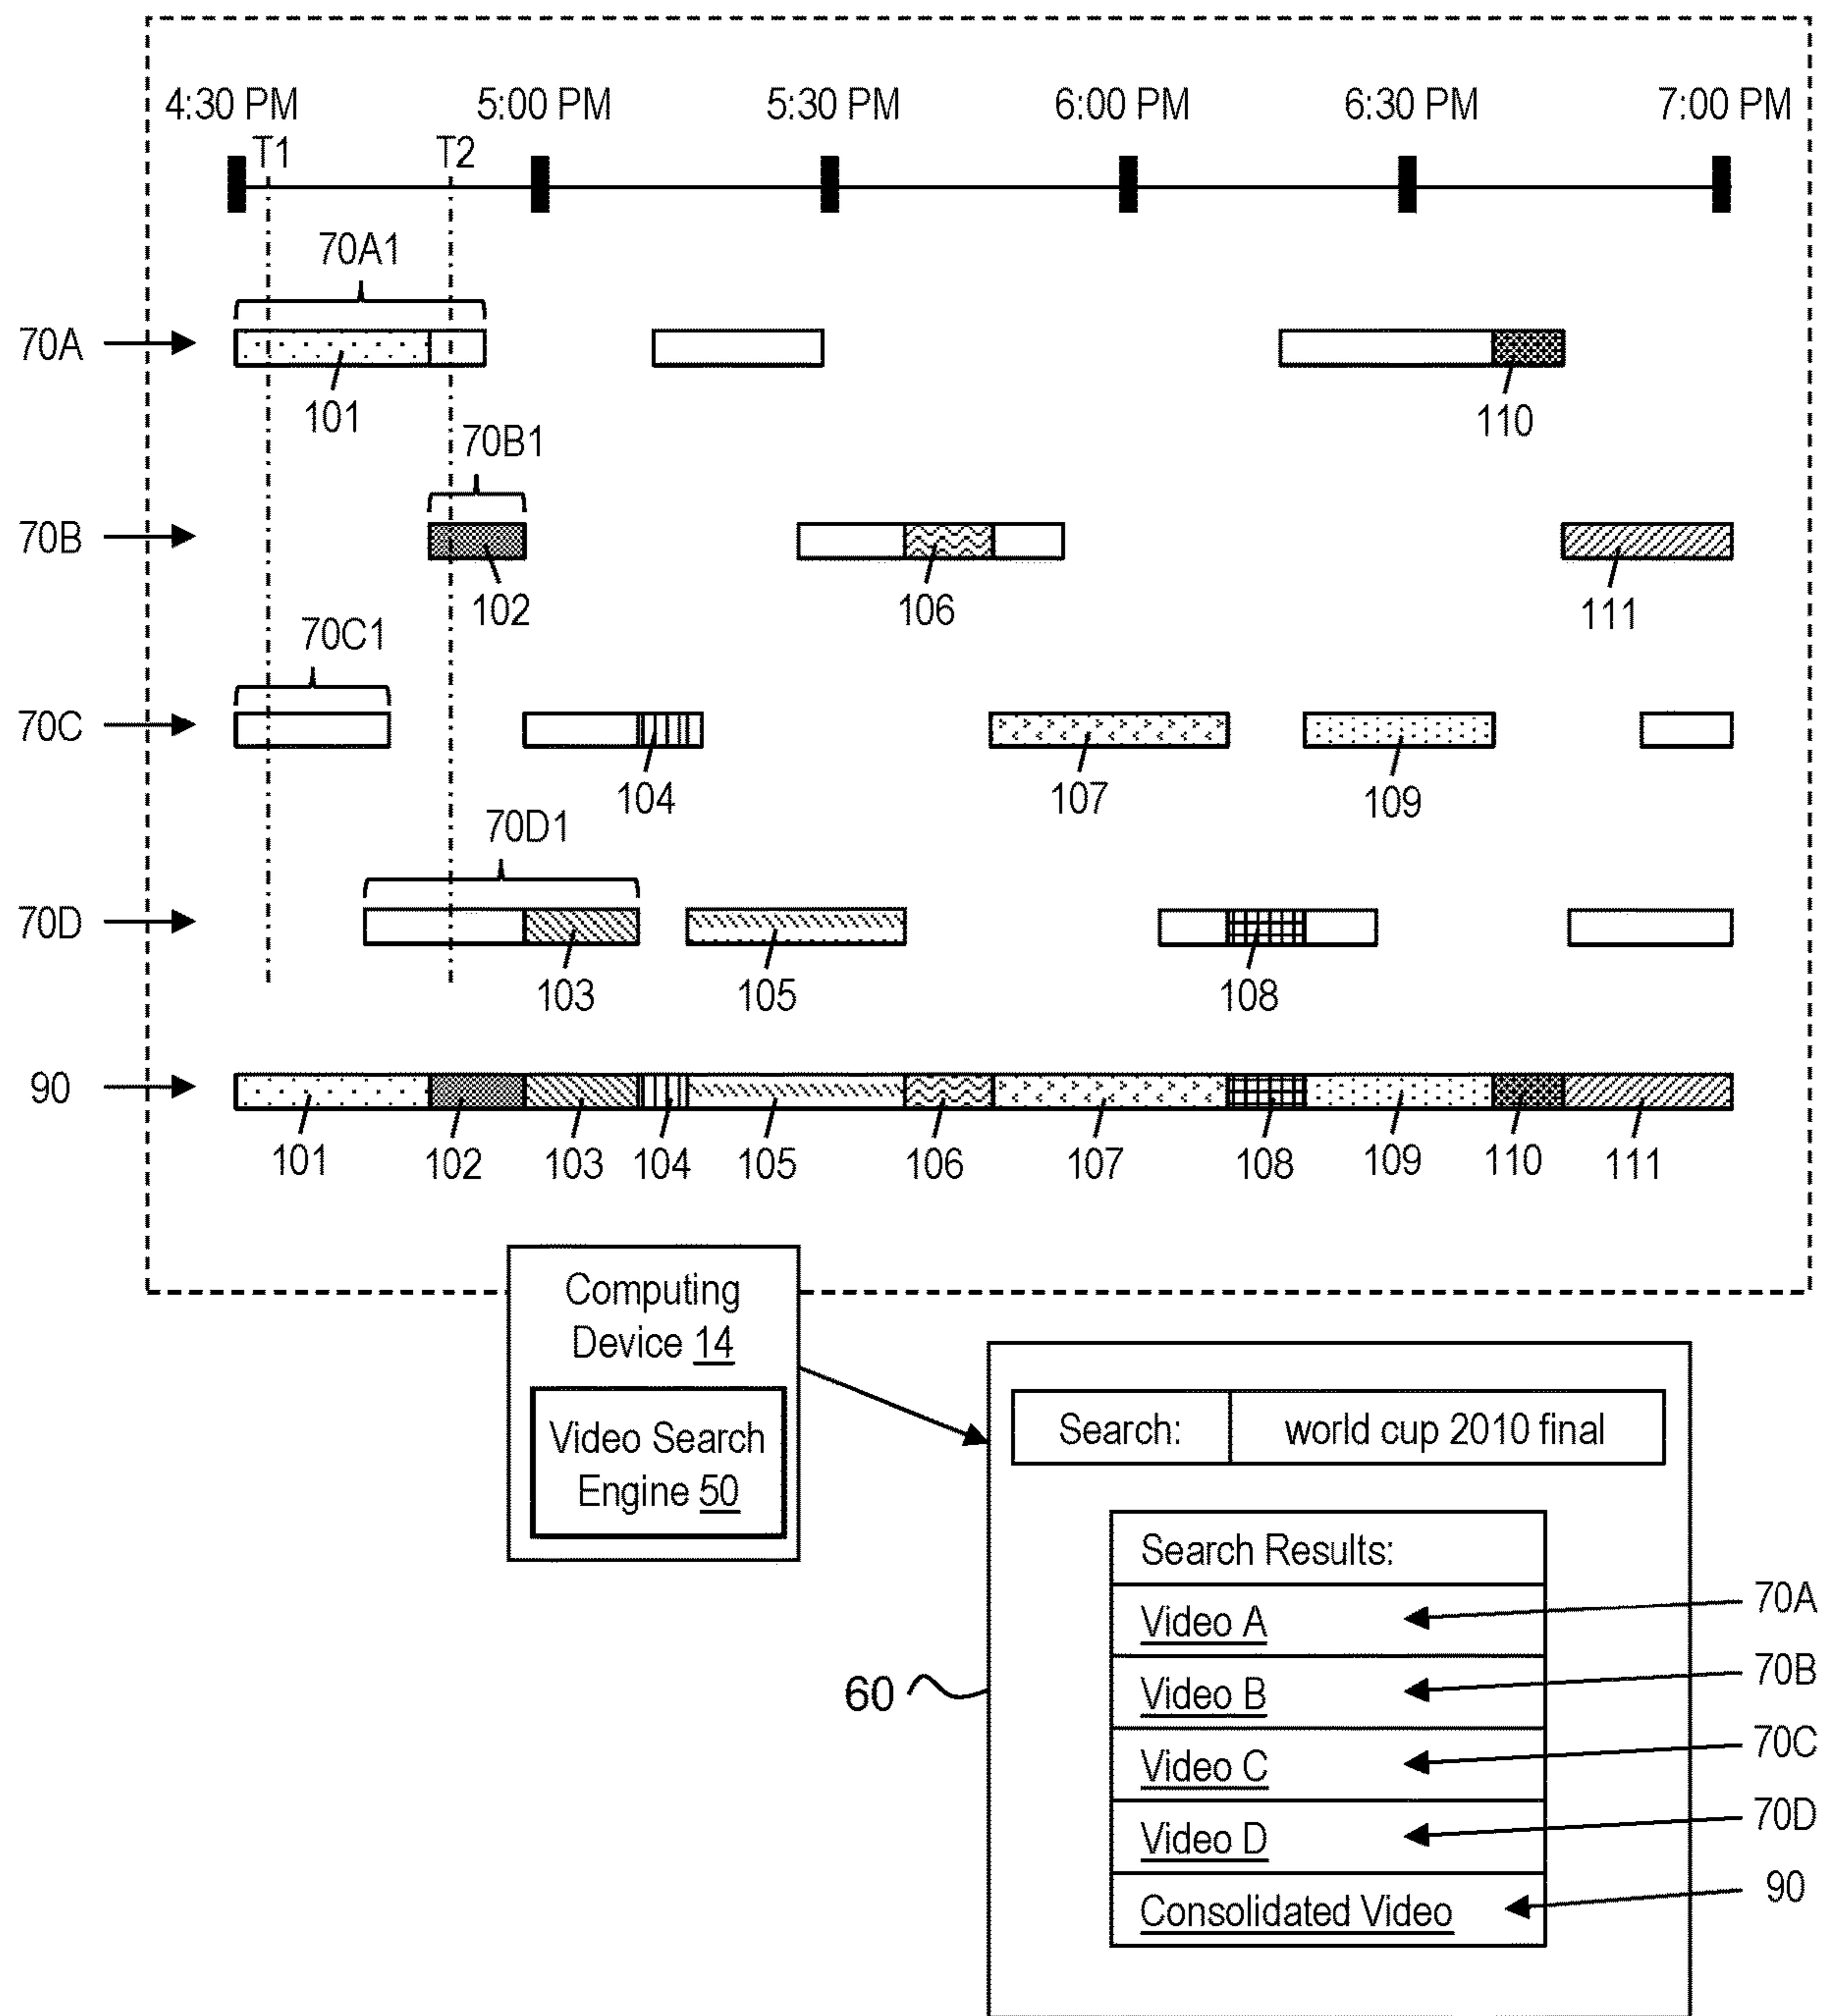 4:30 PM 5:00 PM 5:30 PM 6:00 PM 6:30 PM 7:00 PM
T1 T2
70A1
70A
101 110
70B1
70B
102 106 111
70C1
70C
104 107 109
70D1
70D
103 105 108
90
101 102 103 104 105 106 107 108 109 110 111
Computing
Device 14
Video Search
Engine 50
Search: world cup 2010 final
Search Results:
Video A 70A
Video B 70B
60
Video C 70C
Video D 70D
Consolidated Video 90